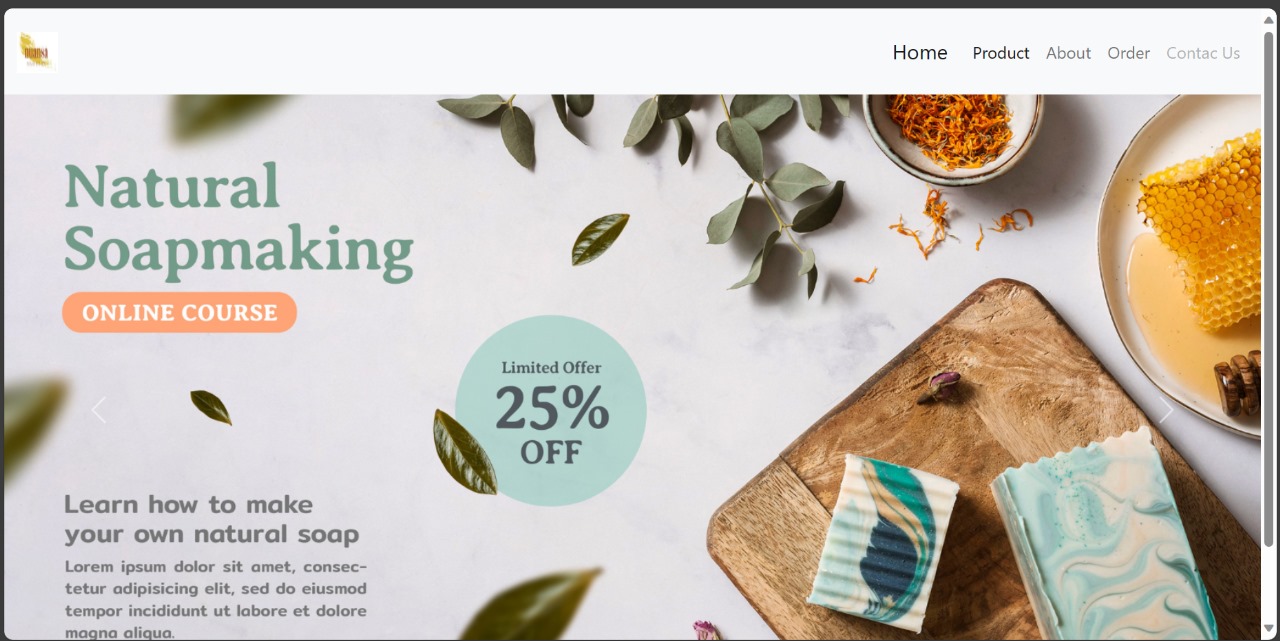 Home Product About Order Contac Us
Natural
Soapmaking
ONLINE COURSE
Limited Offer
25%
OFF
Learn how to make
your own natural soap
Lorem ipsum dolor sit amet, consec-
tetur adipisicing elit, sed do eiusmod
tempor incididunt ut labore et dolore
magna aliqua.